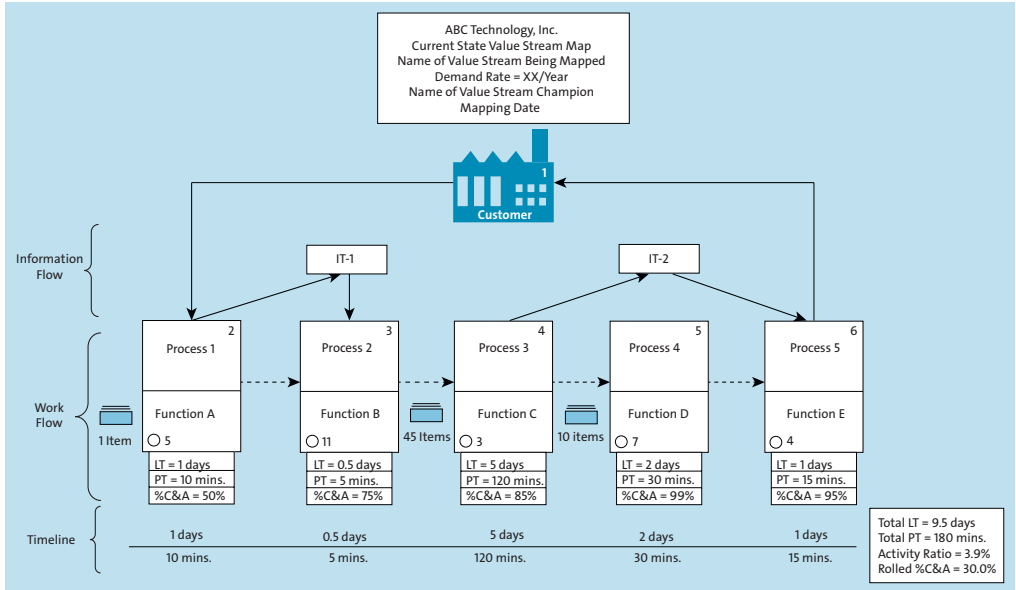 ABC Technology, Inc.
Current State Value Stream Map
Name of Value Stream Being Mapped
Demand Rate = XX/Year
Name of Value Stream Champion
Mapping Date
1
Customer
Information
Flow
IT-1
IT-2
2
Process 1
3
Process 2
4
Process 3
5
Process 4
6
Process 5
Work
Flow
1 Item
Function A
5
Function B
11
45 Items
Function C
3
10 items
Function D
7
Function E
4
LT = 1 days
PT = 10 mins.
%C&A = 50%
LT = 0.5 days
PT = 5 mins.
%C&A = 75%
LT = 5 days
PT = 120 mins.
%C&A = 85%
LT = 2 days
PT = 30 mins.
%C&A = 99%
LT = 1 days
PT = 15 mins.
%C&A = 95%
Timeline
1 days
0.5 days
5 days
2 days
1 days
10 mins.
5 mins.
120 mins.
30 mins.
15 mins.
Total LT = 9.5 days
Total PT = 180 mins.
Activity Ratio = 3.9%
Rolled %C&A = 30.0%